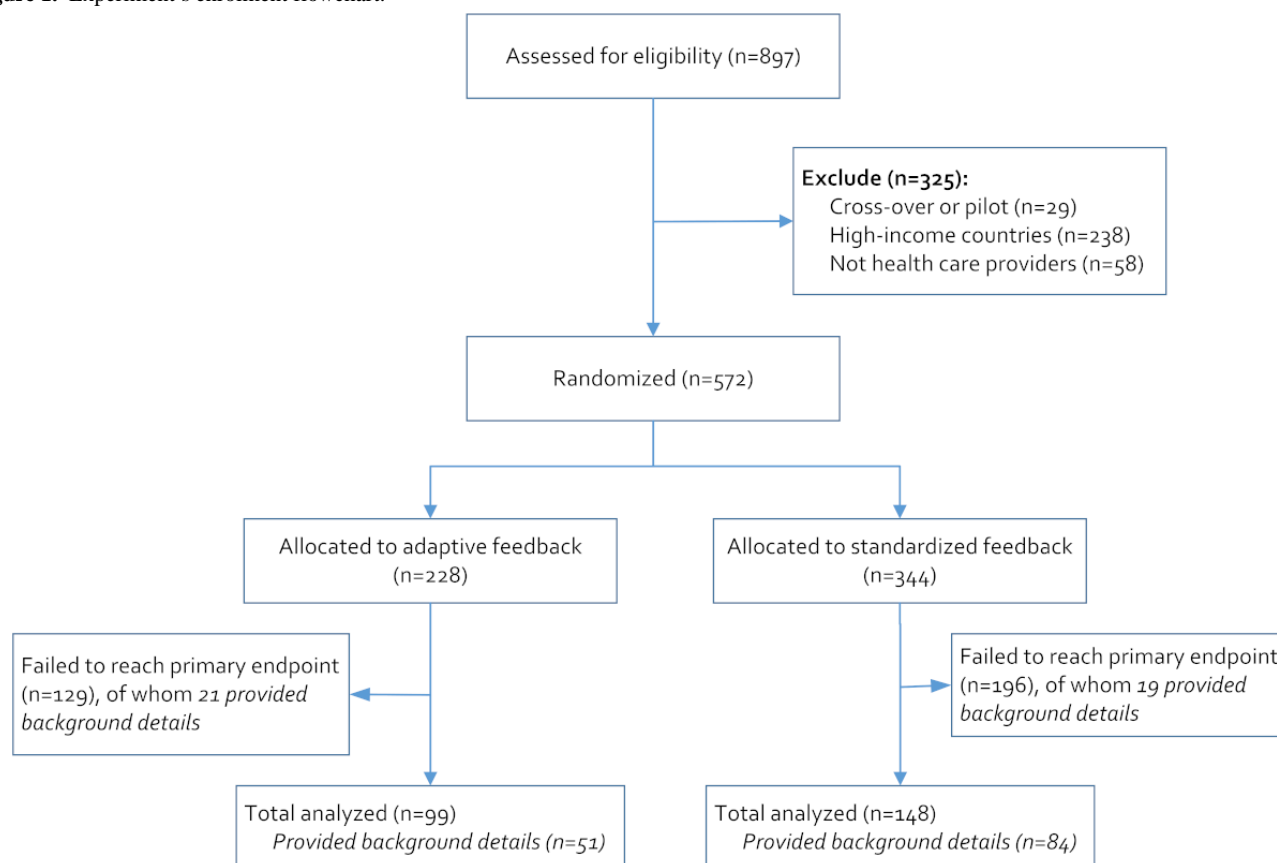 Experiment's enrolment flowchart.
Assessed for eligibility (n=897)
Exclude (n=325):
Cross-over or pilot (n=29)
High-income countries (n=238)
Not health care providers (n=58)
Randomized (n=572)
Allocated to adaptive feedback
(n=228)
Allocated to standardized feedback
(n=344)
Failed to reach primary endpoint
(n=129), of whom 21 provided
background details
Failed to reach primary endpoint
(n=196), of whom 19 provided
background details
Total analyzed (n=99)
Provided background details (n=51)
Total analyzed (n=148)
Provided background details (n=84)